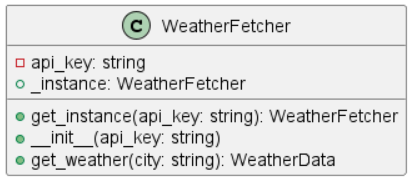 C WeatherFetcher
api_key: string
_instance: WeatherFetcher
get_instance(api_key: string): WeatherFetcher
__init__(api_key: string)
get_weather(city: string): WeatherData